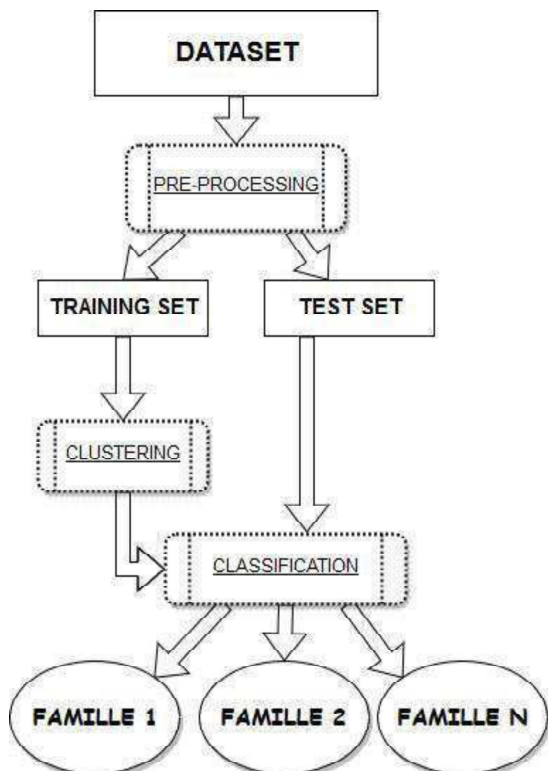 DATASET
PRE-PROCESSING
TRAINING SET
TEST SET
CLUSTERING
CLASSIFICATION
FAMILLE 1
FAMILLE 2
FAMILLE N